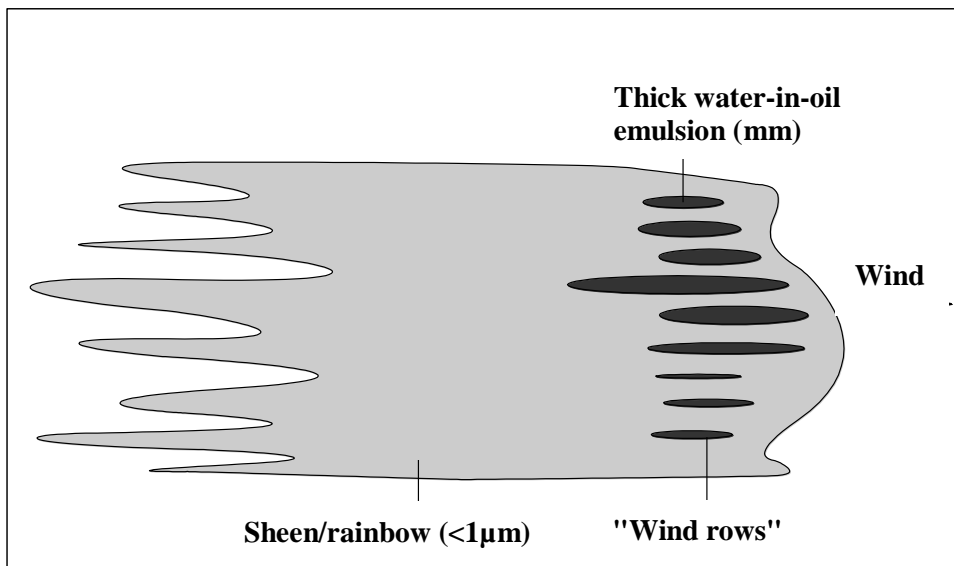 Thick water-in-oil
emulsion (mm)
Wind
Sheen/rainbow (<1µm)
"Wind rows"